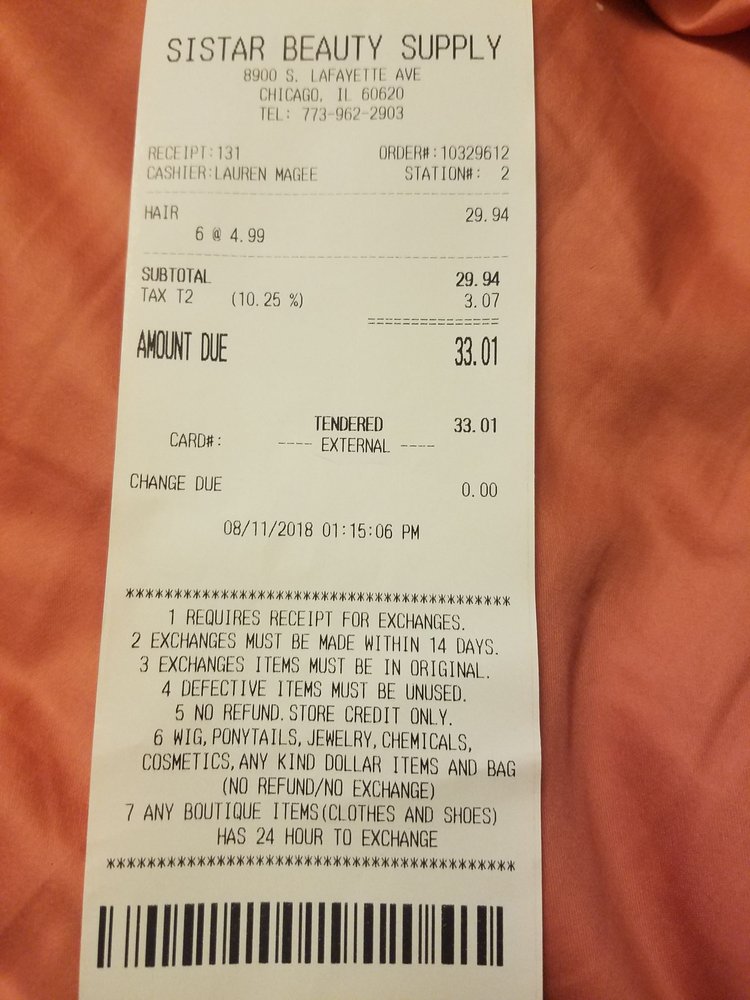 SISTAR BEAUTY SUPPLY
8900 S. LAFAYETTE AVE
CHICAGO, IL 60620
TEL: 773-962-2903
RECEIPT:131 ORDER#:10329612
CASHIER:LAUREN MAGEE STATION#: 2
HAIR 29.94
6 @ 4.99
SUBTOTAL 29.94
TAX T2 (10.25 %) 3.07
===============
AMOUNT DUE 33.01
TENDERED 33.01
CARD#: ---- EXTERNAL ----
CHANGE DUE 0.00
08/11/2018 01:15:06 PM
****************************************
1 REQUIRES RECEIPT FOR EXCHANGES.
2 EXCHANGES MUST BE MADE WITHIN 14 DAYS.
3 EXCHANGES ITEMS MUST BE IN ORIGINAL.
4 DEFECTIVE ITEMS MUST BE UNUSED.
5 NO REFUND. STORE CREDIT ONLY.
6 WIG, PONYTAILS, JEWELRY, CHEMICALS,
COSMETICS, ANY KIND DOLLAR ITEMS AND BAG
(NO REFUND/NO EXCHANGE)
7 ANY BOUTIQUE ITEMS(CLOTHES AND SHOES)
HAS 24 HOUR TO EXCHANGE
****************************************